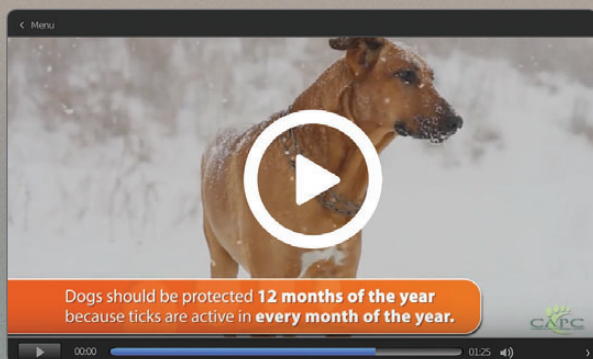 Menu
Dogs should be protected 12 months of the year
because ticks are active in every month of the year.
CAPC
00:00
01:25